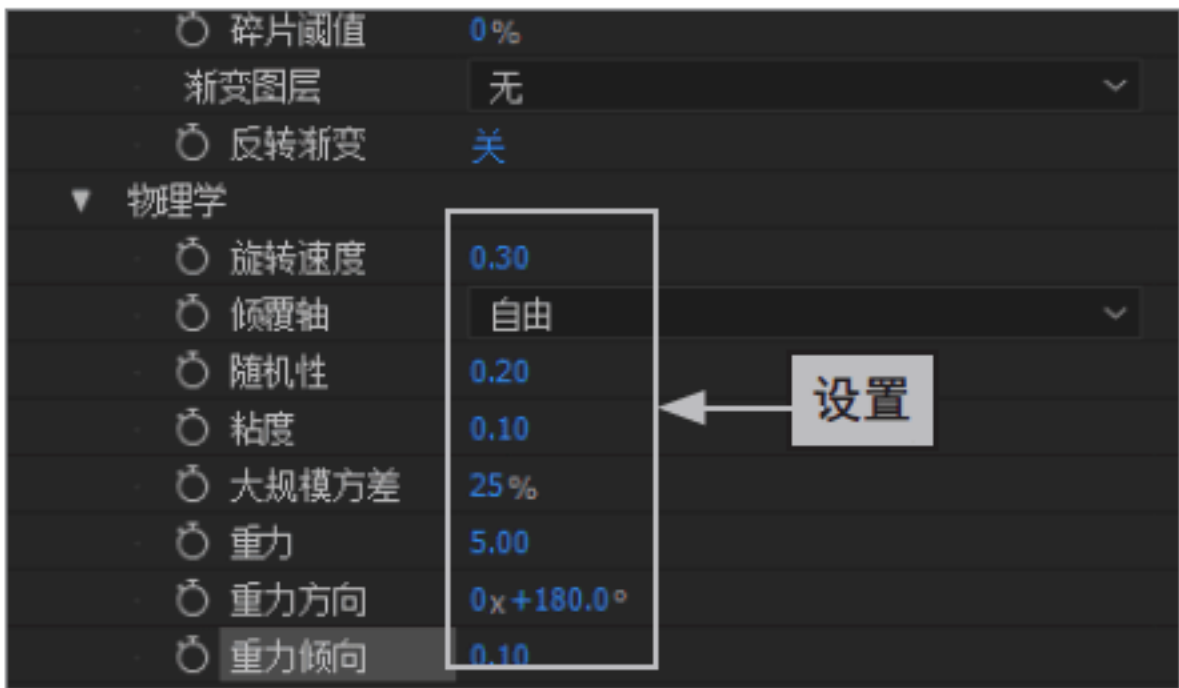 碎片阈值 0%
渐变图层 无
反转渐变 关
物理学
旋转速度 0.30
倾覆轴 自由
随机性 0.20
设置
粘度 0.10
大规模方差 25%
重力 5.00
重力方向 0x+180.0°
重力倾向 0.10